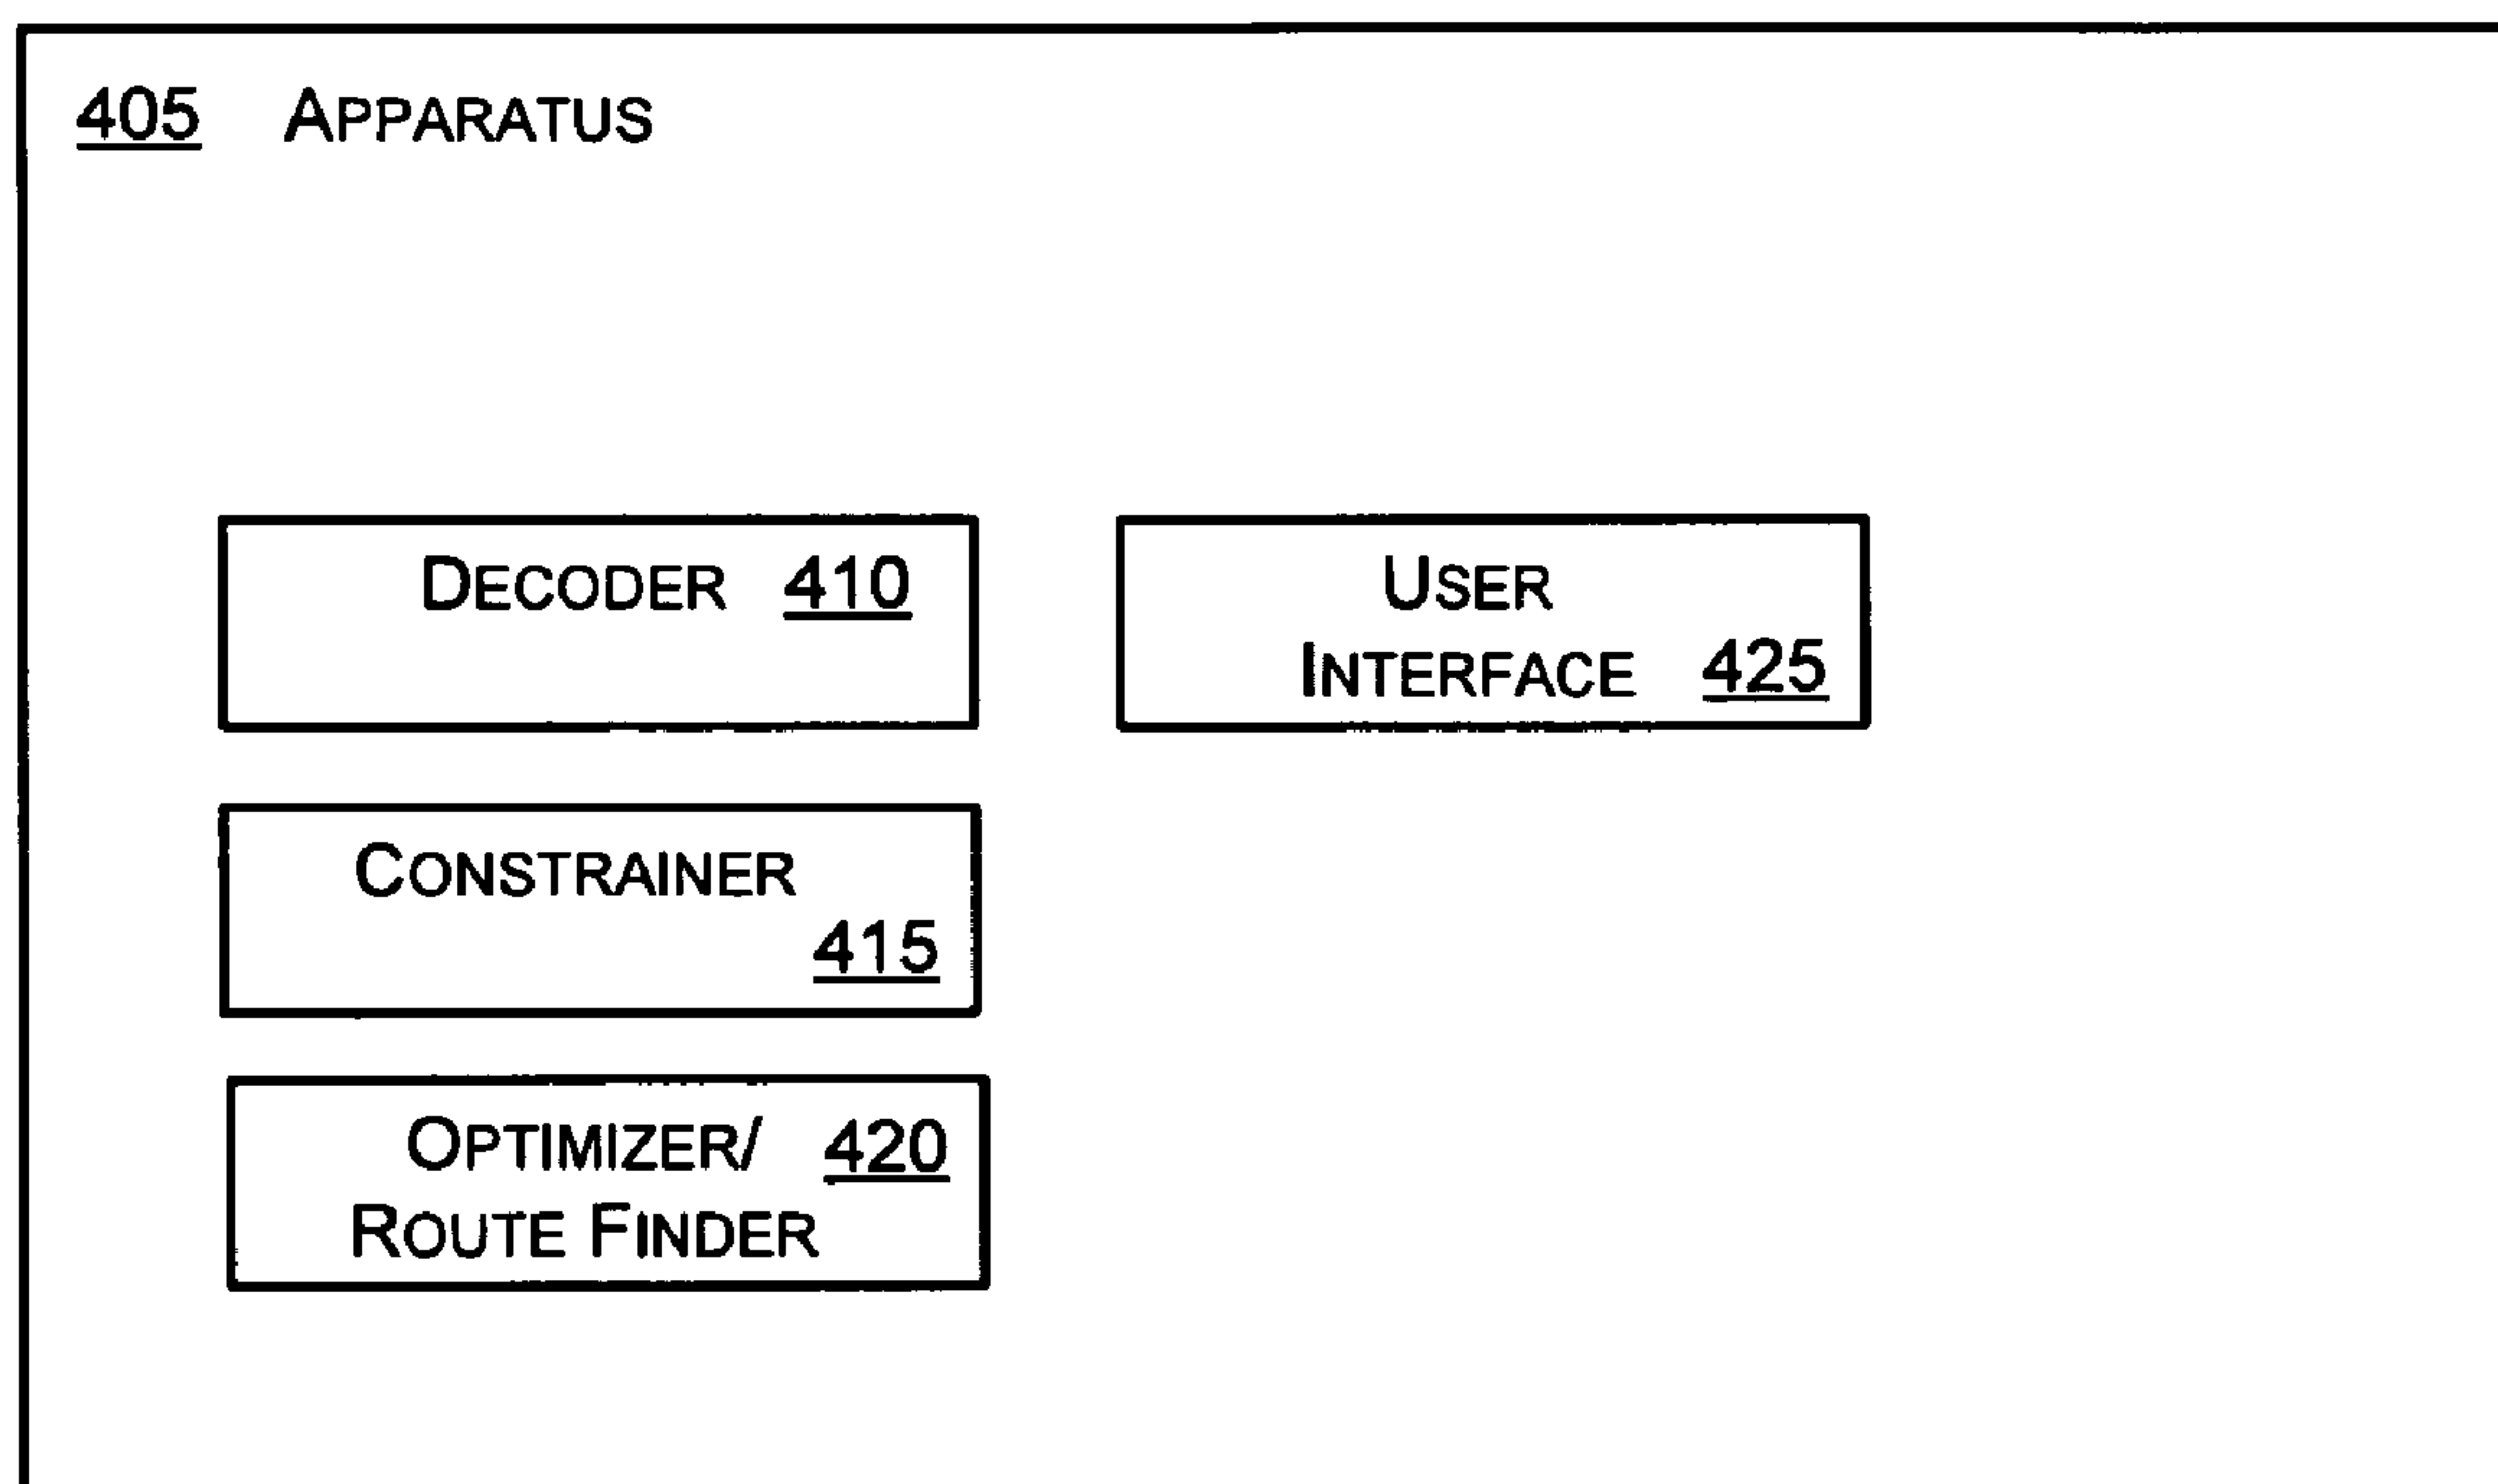 405 APPARATUS
DECODER 410
USER
INTERFACE 425
CONSTRAINER
415
OPTIMIZER/ 420
ROUTE FINDER